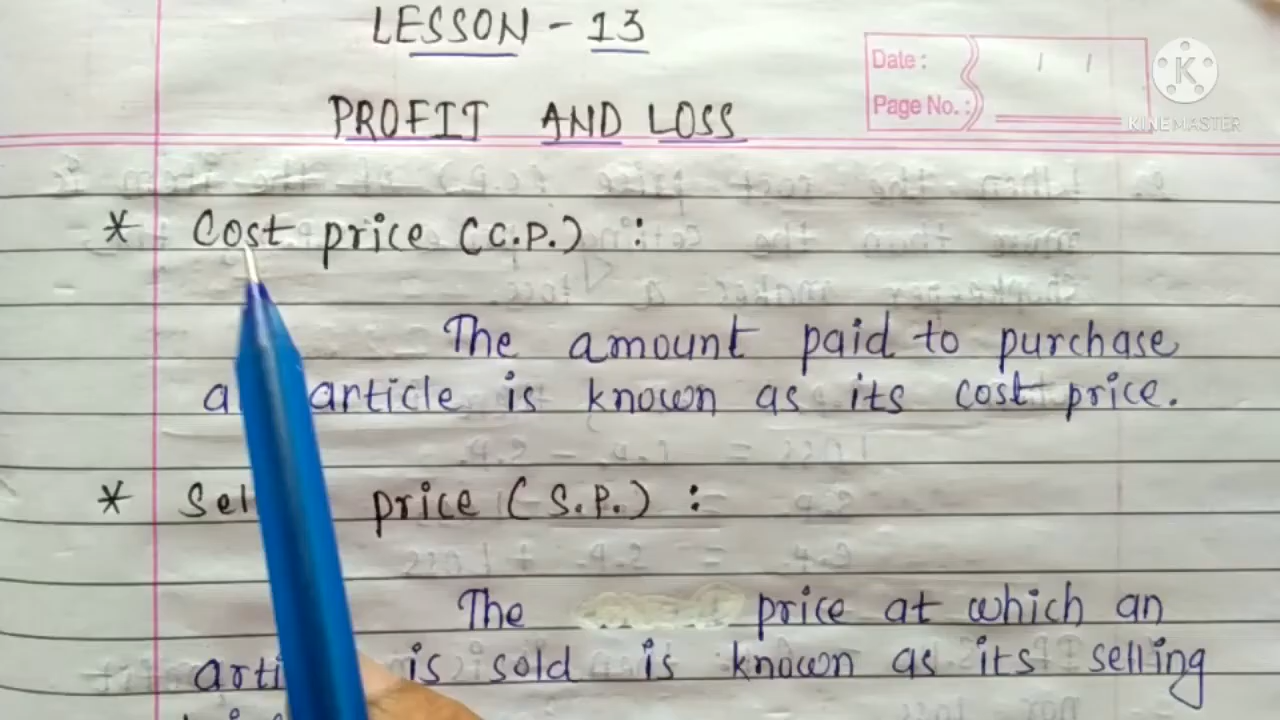 LESSON - 13
Date :
Page No. :
K
KINEMASTER
PROFIT AND LOSS
* Cost price (C.P.) :
The amount paid to purchase
article is known as its cost price.
* price (S.P.) :
The price at which an
is sold is known as its selling